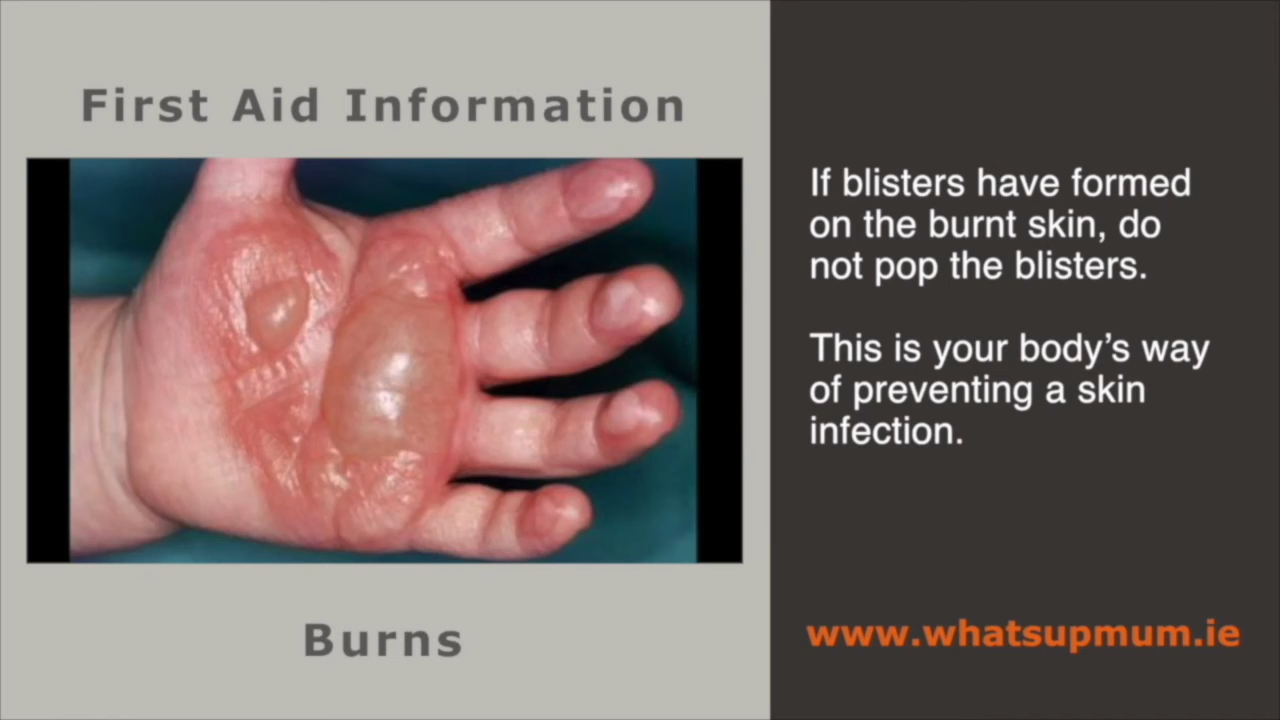 First Aid Information
If blisters have formed
on the burnt skin, do
not pop the blisters.
This is your body’s way
of preventing a skin
infection.
Burns
www.whatsupmum.ie